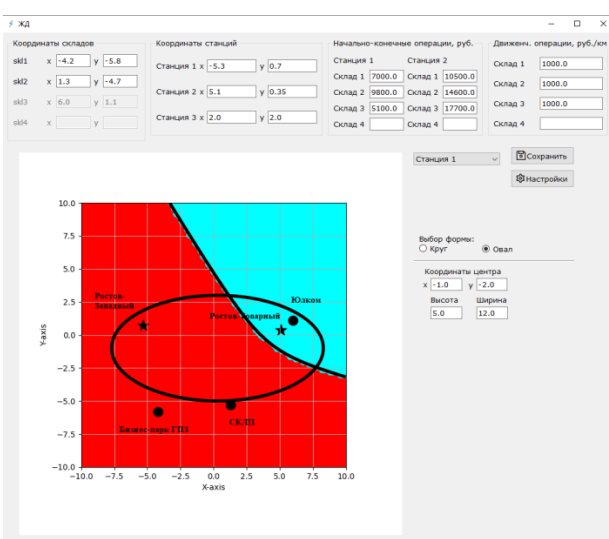 ЖД
Координаты складов
skl1 x -4.2 y -5.8
skl2 x 1.3 y -4.7
skl3 x 6.0 y 1.1
skl4 x y
Координаты станций
Станция 1 x -5.3 y 0.7
Станция 2 x 5.1 y 0.35
Станция 3 x 2.0 y 2.0
Начально-конечные операции, руб.
Станция 1 Станция 2
Склад 1 7000.0 Склад 1 10500.0
Склад 2 9800.0 Склад 2 14600.0
Склад 3 5100.0 Склад 3 17700.0
Склад 4 Склад 4
Движенч. операции, руб./км
Склад 1 1000.0
Склад 2 1000.0
Склад 3 1000.0
Склад 4
Станция 1
Сохранить
Настройки
Выбор формы:
Круг Овал
Координаты центра
x -1.0 y -2.0
Высота Ширина
5.0 12.0
10.0
7.5
5.0
2.5
0.0
−2.5
−5.0
−7.5
−10.0
Y-axis
Ростов-
Западный
Юлком
Ростов-Товарный
СКЛП
Бизнес-парк ГПЗ
−10.0 −7.5 −5.0 −2.5 0.0 2.5 5.0 7.5 10.0
X-axis